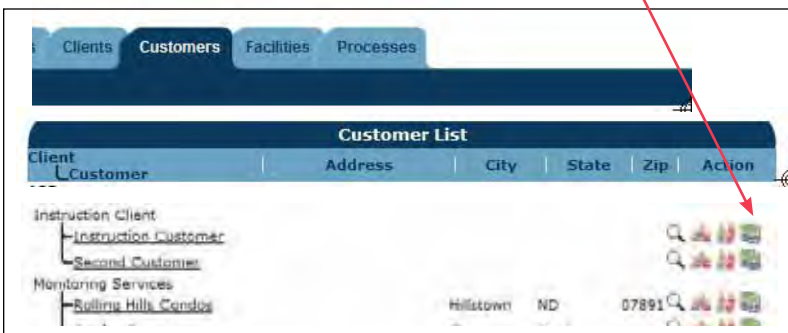 Clients Customers Facilities Processes
Customer List
Client Address City State Zip Action
Customer
Instruction Client
Instruction Customer
Second Customer
Monitoring Services
Rolling Hills Condos Hillstown ND 07891